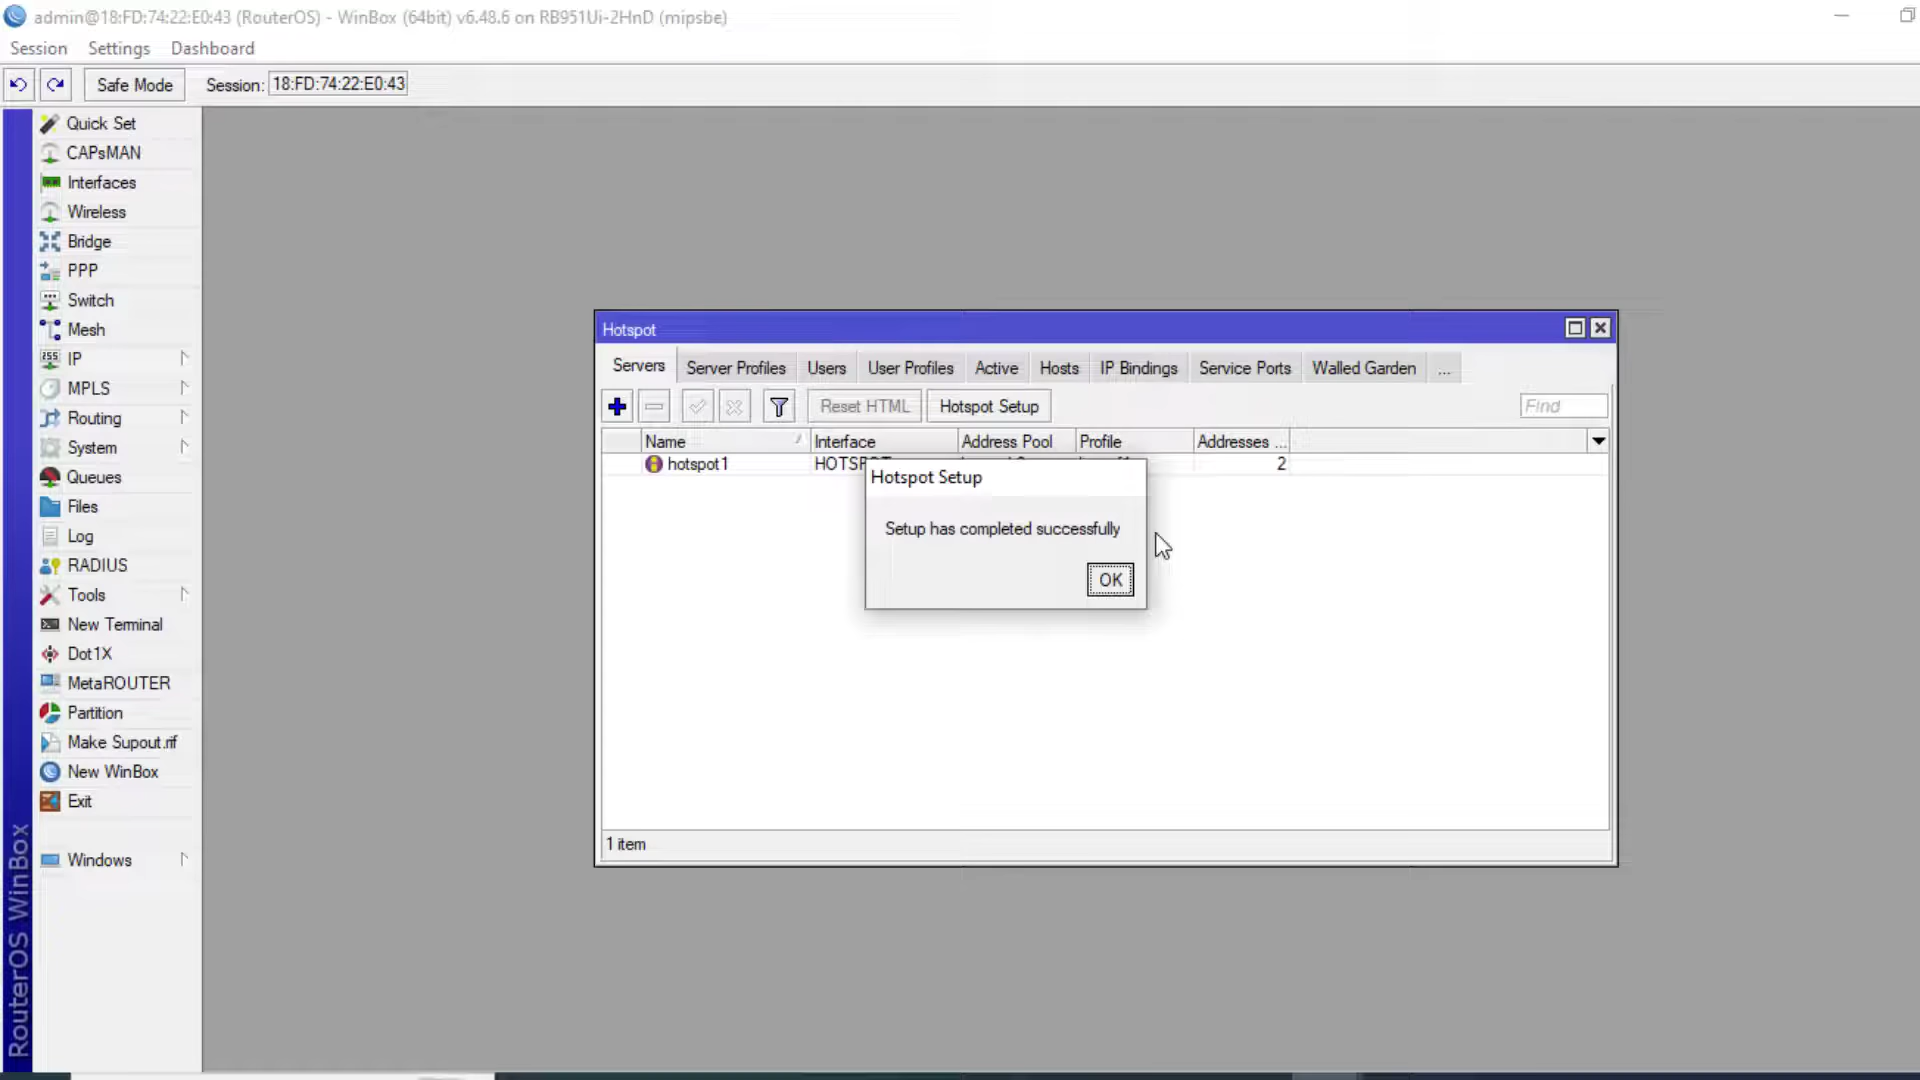 admin@18:FD:74:22:E0:43 (RouterOS) - WinBox (64bit) v6.48.6 on RB951Ui-2HnD (mipsbe)
Session Settings Dashboard
Safe Mode Session: 18:FD:74:22:E0:43
Quick Set
CAPsMAN
Interfaces
Wireless
Bridge
PPP
Switch
Mesh
IP
MPLS
Routing
System
Queues
Files
Log
RADIUS
Tools
New Terminal
Dot1X
MetaROUTER
Partition
Make Supout.rif
New WinBox
Exit
Windows
RouterOS WinBox
Hotspot
Servers Server Profiles Users User Profiles Active Hosts IP Bindings Service Ports Walled Garden ...
Reset HTML Hotspot Setup Find
Name Interface Address Pool Profile Addresses ...
hotspot1 2
Hotspot Setup
Setup has completed successfully
OK
1 item